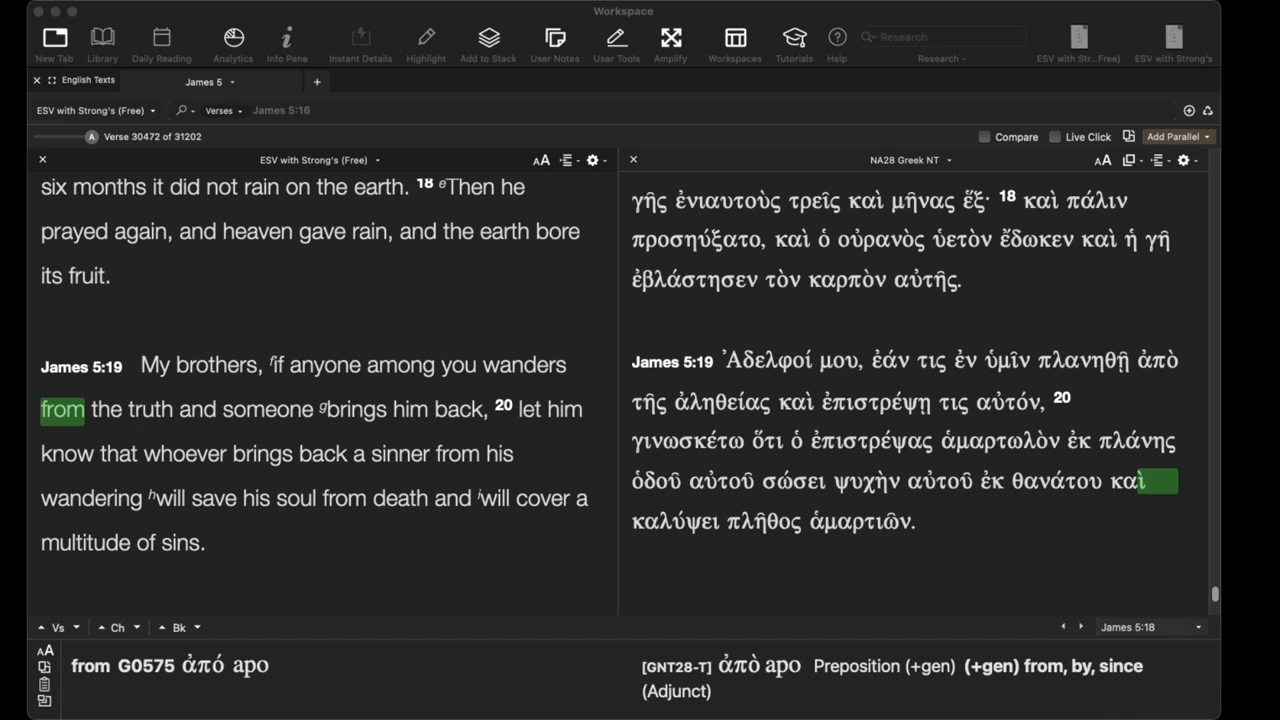 Workspace
New Tab Library Daily Reading Analytics Info Pane Instant Details Highlight Add to Stack User Notes User Tools Amplify Workspaces Tutorials Help Research Research ESV with Str...Free) ESV with Strong's
English Texts James 5 +
ESV with Strong's (Free) Verses James 5:16
A Verse 30472 of 31202 Compare Live Click Add Parallel
ESV with Strong's (Free) AA
six months it did not rain on the earth. 18 eThen he
prayed again, and heaven gave rain, and the earth bore
its fruit.
James 5:19 My brothers, fif anyone among you wanders
from the truth and someone gbrings him back, 20 let him
know that whoever brings back a sinner from his
wandering hwill save his soul from death and iwill cover a
multitude of sins.
NA28 Greek NT AA
γῆς ἐνιαυτοὺς τρεῖς καὶ μῆνας ἕξ· 18 καὶ πάλιν
προσηύξατο, καὶ ὁ οὐρανὸς ὑετὸν ἔδωκεν καὶ ἡ γῆ
ἐβλάστησεν τὸν καρπὸν αὐτῆς.
James 5:19 Ἀδελφοί μου, ἐάν τις ἐν ὑμῖν πλανηθῇ ἀπὸ
τῆς ἀληθείας καὶ ἐπιστρέψῃ τις αὐτόν, 20
γινωσκέτω ὅτι ὁ ἐπιστρέψας ἁμαρτωλὸν ἐκ πλάνης
ὁδοῦ αὐτοῦ σώσει ψυχὴν αὐτοῦ ἐκ θανάτου καὶ
καλύψει πλῆθος ἁμαρτιῶν.
Vs Ch Bk James 5:18
AA
from G0575 ἀπό apo
[GNT28-T] ἀπὸ apo Preposition (+gen) (+gen) from, by, since
(Adjunct)